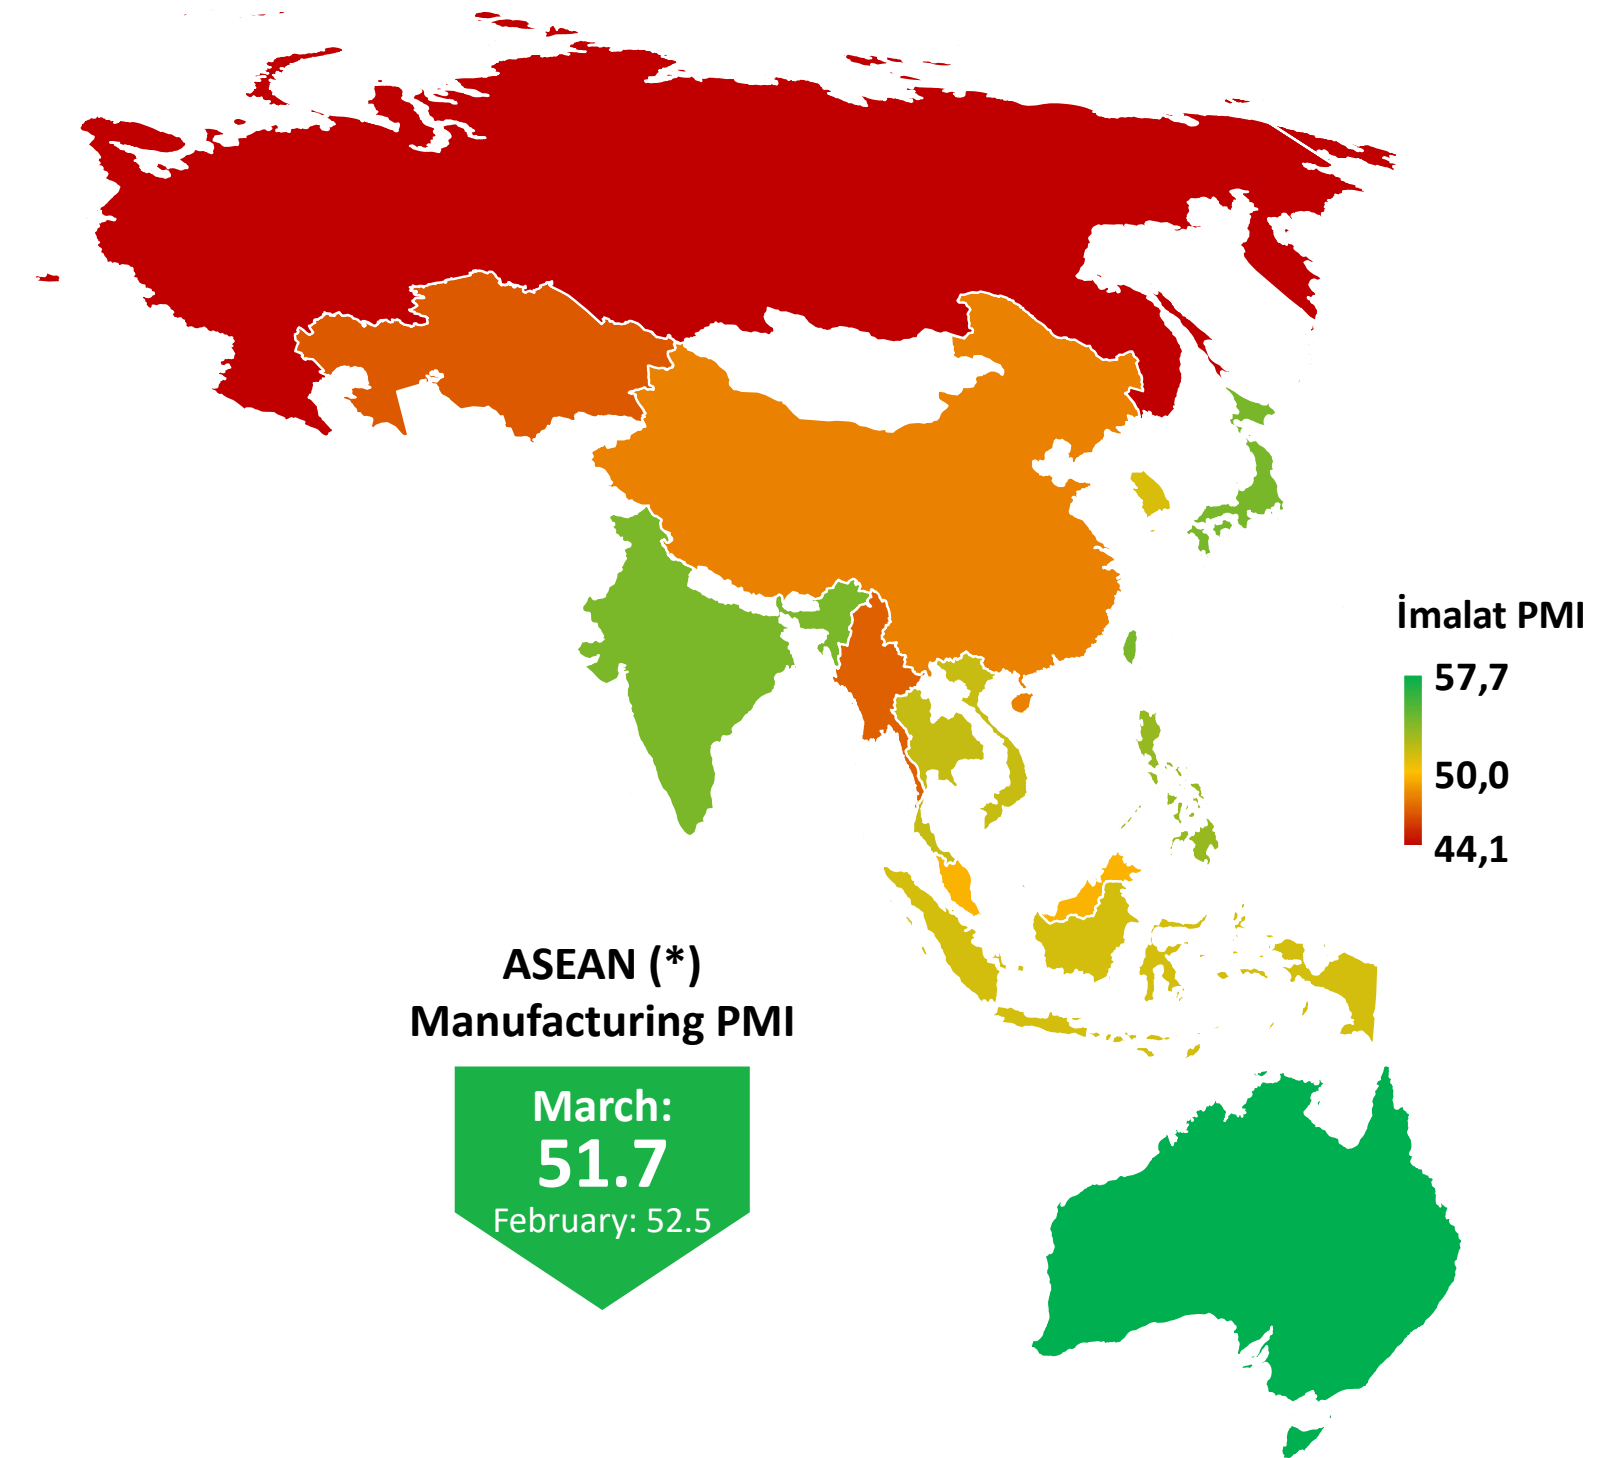 İmalat PMI
57,7
50,0
44,1
ASEAN (*)
Manufacturing PMI
March:
51.7
February: 52.5